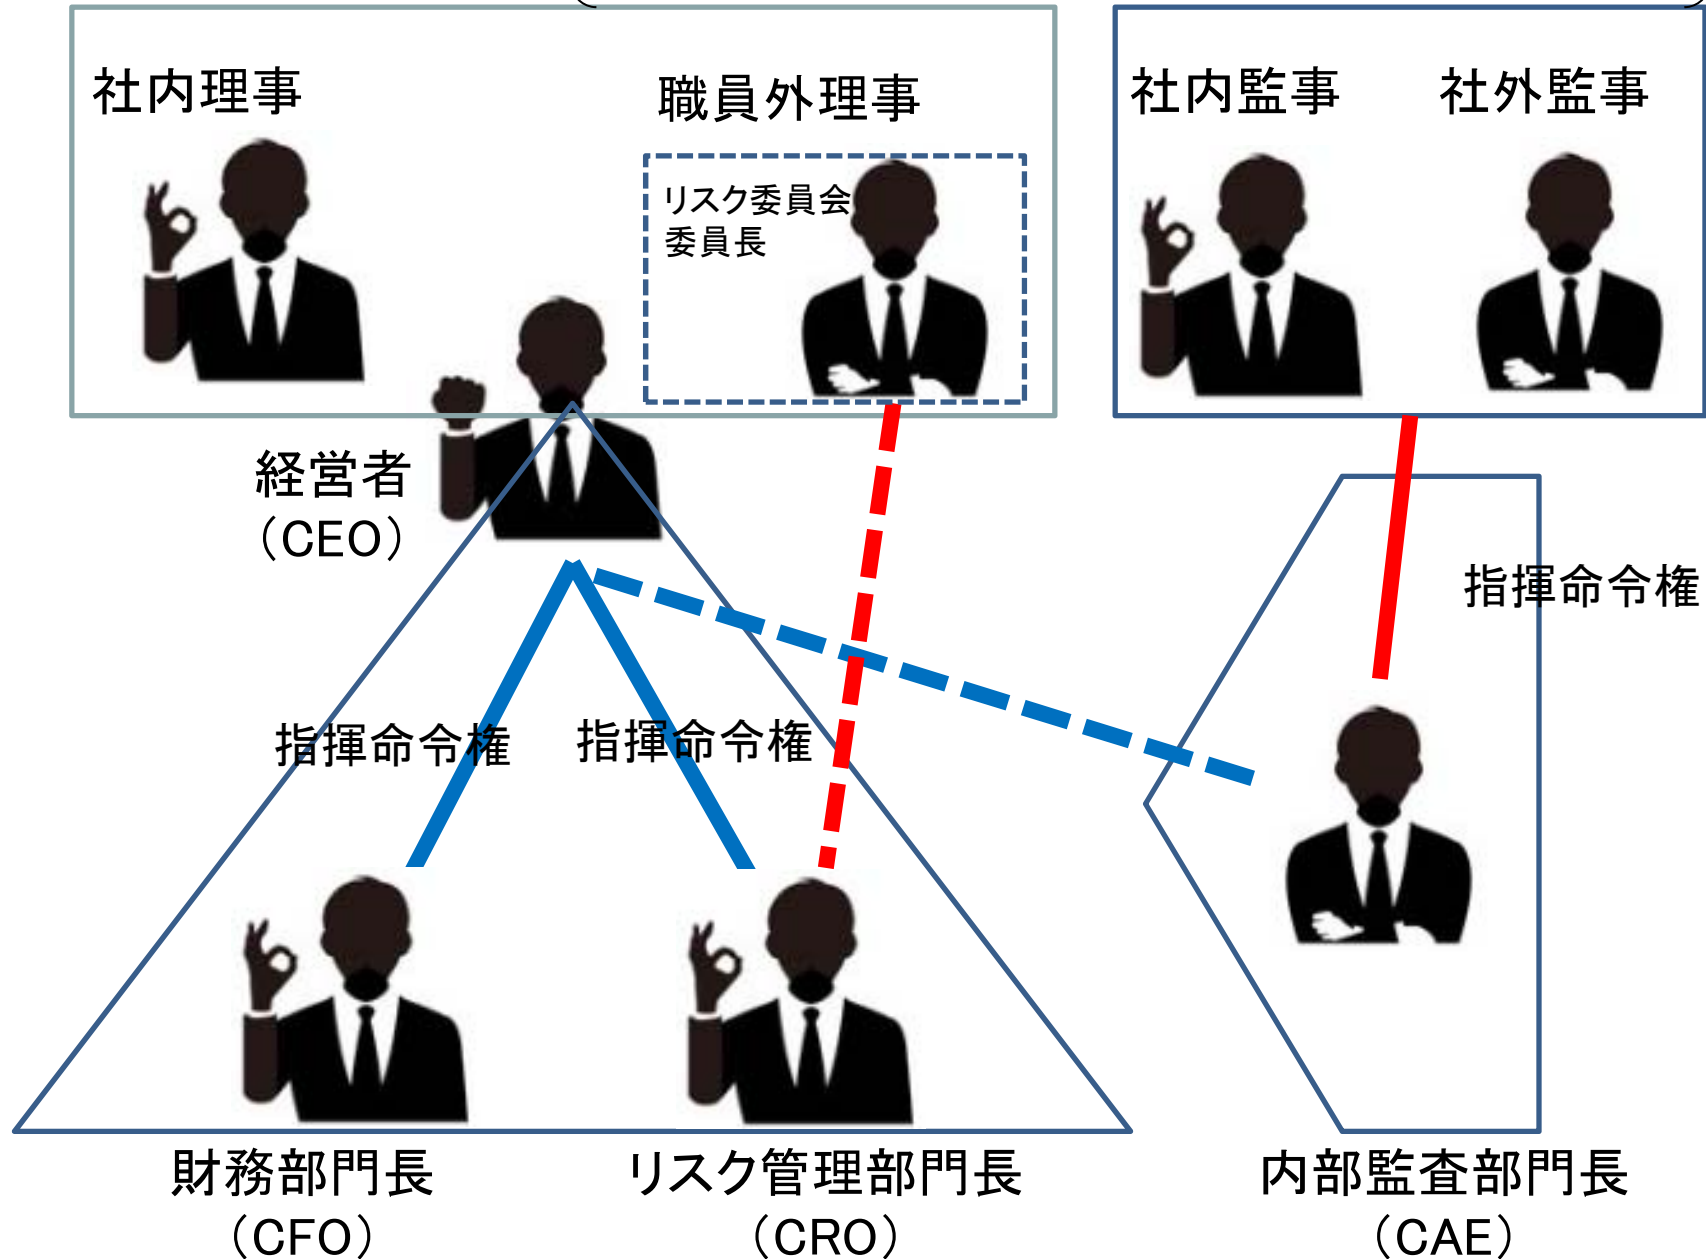 社内理事
職員外理事
社内監事
社外監事
リスク委員会
委員長
経営者
（CEO）
指揮命令権
指揮命令権
指揮命令権
財務部門長
（CFO）
リスク管理部門長
（CRO）
内部監査部門長
（CAE）